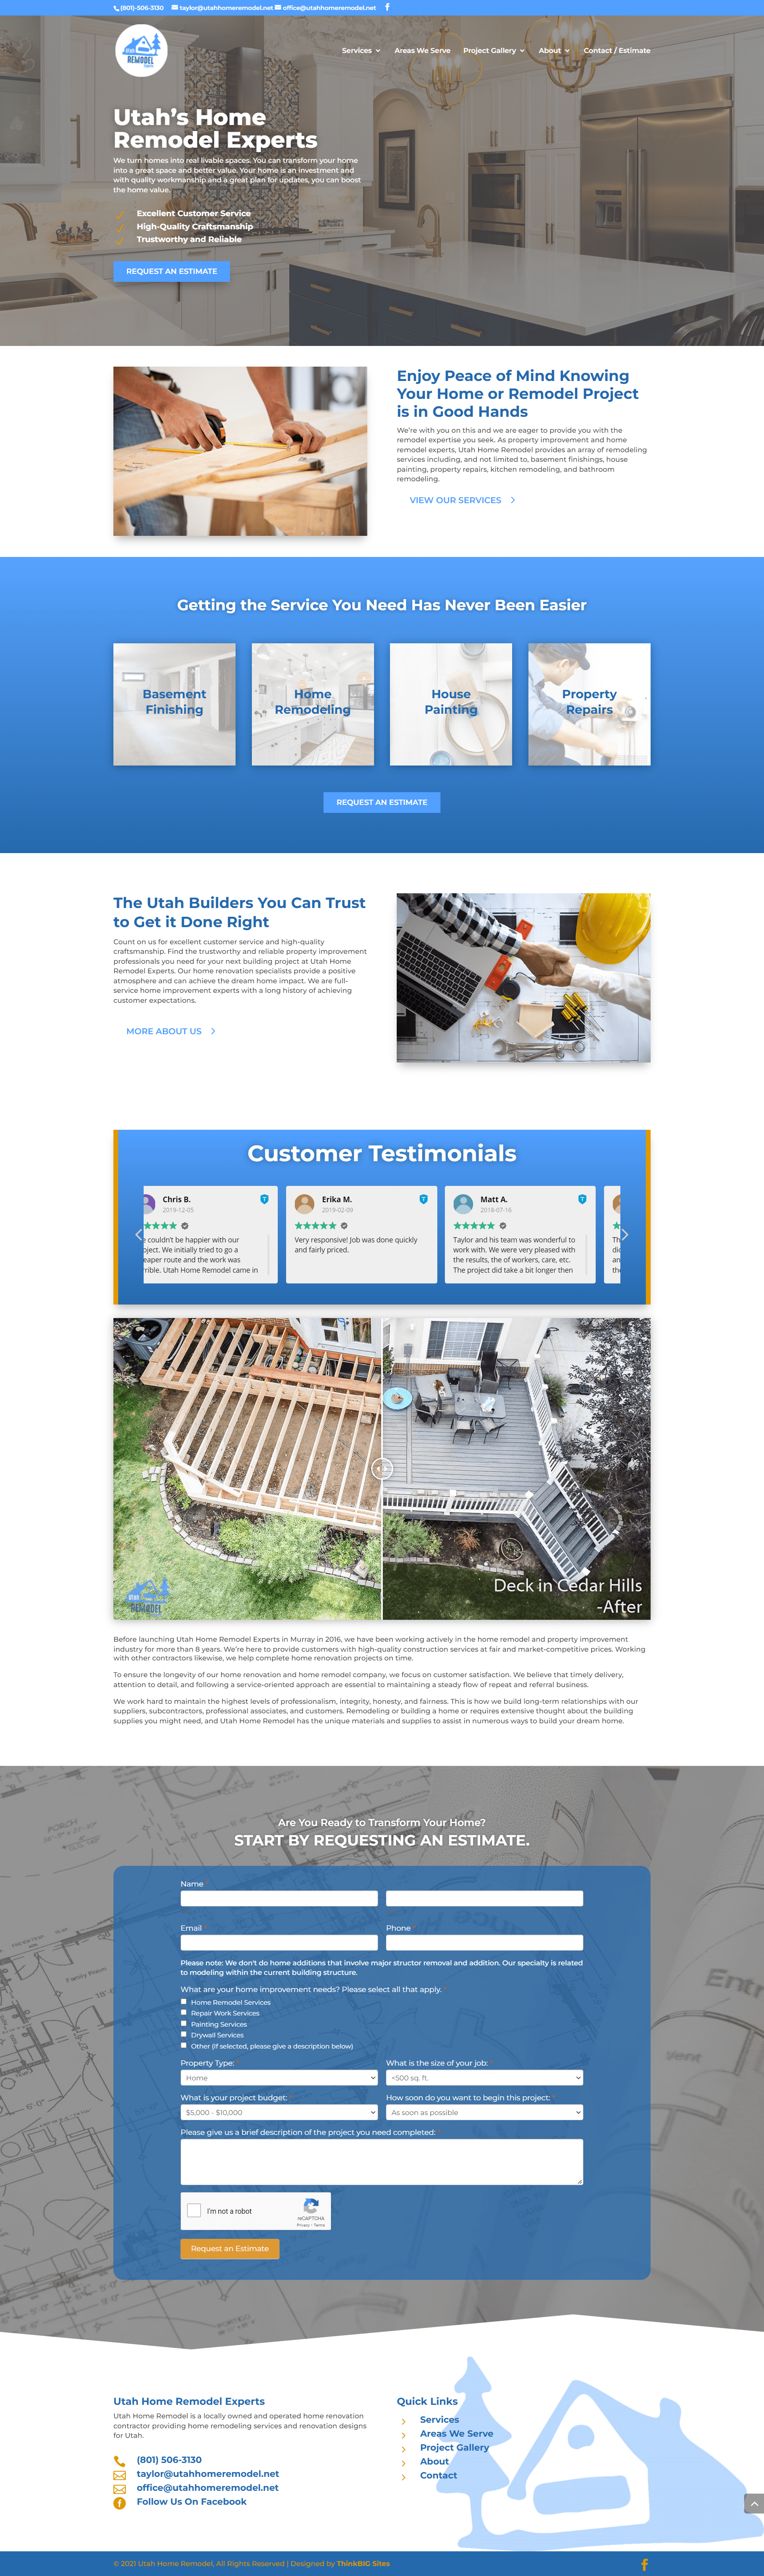 (801)-506-3130 taylor@utahhomeremodel.net office@utahhomeremodel.net
REMODEL
Services Areas We Serve Project Gallery About Contact / Estimate
Utah's Home
Remodel Experts
We turn homes into real livable spaces. You can transform your home
into a great space and better value. Your home is an investment and
with quality workmanship and a great plan for updates, you can boost
the home value.
Excellent Customer Service
High-Quality Craftsmanship
Trustworthy and Reliable
REQUEST AN ESTIMATE
Enjoy Peace of Mind Knowing
Your Home or Remodel Project
is in Good Hands
We're with you on this and we are eager to provide you with the
remodel expertise you seek. As property improvement and home
remodel experts, Utah Home Remodel provides an array of remodeling
services including, and not limited to, basement finishings, house
painting, property repairs, kitchen remodeling, and bathroom
remodeling.
VIEW OUR SERVICES
Getting the Service You Need Has Never Been Easier
Basement
Finishing
Home
Remodeling
House
Painting
Property
Repairs
REQUEST AN ESTIMATE
The Utah Builders You Can Trust
to Get it Done Right
Count on us for excellent customer service and high-quality
craftsmanship. Find the trustworthy and reliable property improvement
professionals you need for your next building project at Utah Home
Remodel Experts. Our home renovation specialists provide a positive
atmosphere and can achieve the dream home impact. We are full-
service home improvement experts with a long history of achieving
customer expectations.
MORE ABOUT US
Customer Testimonials
Chris B.
2019-12-05
couldn't be happier with our
oject. We initially tried to go a
eaper route and the work was
rrible. Utah Home Remodel came in
Erika M.
2019-02-09
Very responsive! Job was done quickly
and fairly priced.
Matt A.
2018-07-16
Taylor and his team was wonderful to
work with. We were very pleased with
the results, the of workers, care, etc.
The project did take a bit longer then
Th
di
an
the
Utah Home
REMODEL
Deck in Cedar Hills
-After
Before launching Utah Home Remodel Experts in Murray in 2016, we have been working actively in the home remodel and property improvement
industry for more than 8 years. We're here to provide customers with high-quality construction services at fair and market-competitive prices. Working
with other contractors likewise, we help complete home renovation projects on time.
To ensure the longevity of our home renovation and home remodel company, we focus on customer satisfaction. We believe that timely delivery,
attention to detail, and following a service-oriented approach are essential to maintaining a steady flow of repeat and referral business.
We work hard to maintain the highest levels of professionalism, integrity, honesty, and fairness. This is how we build long-term relationships with our
suppliers, subcontractors, professional associates, and customers. Remodeling or building a home or requires extensive thought about the building
supplies you might need, and Utah Home Remodel has the unique materials and supplies to assist in numerous ways to build your dream home.
PORCH
Are You Ready to Transform Your Home?
START BY REQUESTING AN ESTIMATE.
Name
Email
Phone
Please note: We don't do home additions that involve major structor removal and addition. Our specialty is related
to modeling within the current building structure.
What are your home improvement needs? Please select all that apply.
Home Remodel Services
Repair Work Services
Painting Services
Drywall Services
Other (if selected, please give a description below)
Property Type:
What is the size of your job:
Home
<500 sq. ft.
What is your project budget:
How soon do you want to begin this project:
$5,000 - $10,000
As soon as possible
Please give us a brief description of the project you need completed:
I'm not a robot
reCAPTCHA
Privacy - Terms
Request an Estimate
Utah Home Remodel Experts
Utah Home Remodel is a locally owned and operated home renovation
contractor providing home remodeling services and renovation designs
for Utah.
(801) 506-3130
taylor@utahhomeremodel.net
office@utahhomeremodel.net
Follow Us On Facebook
Quick Links
Services
Areas We Serve
Project Gallery
About
Contact
© 2021 Utah Home Remodel, All Rights Reserved | Designed by ThinkBIG Sites